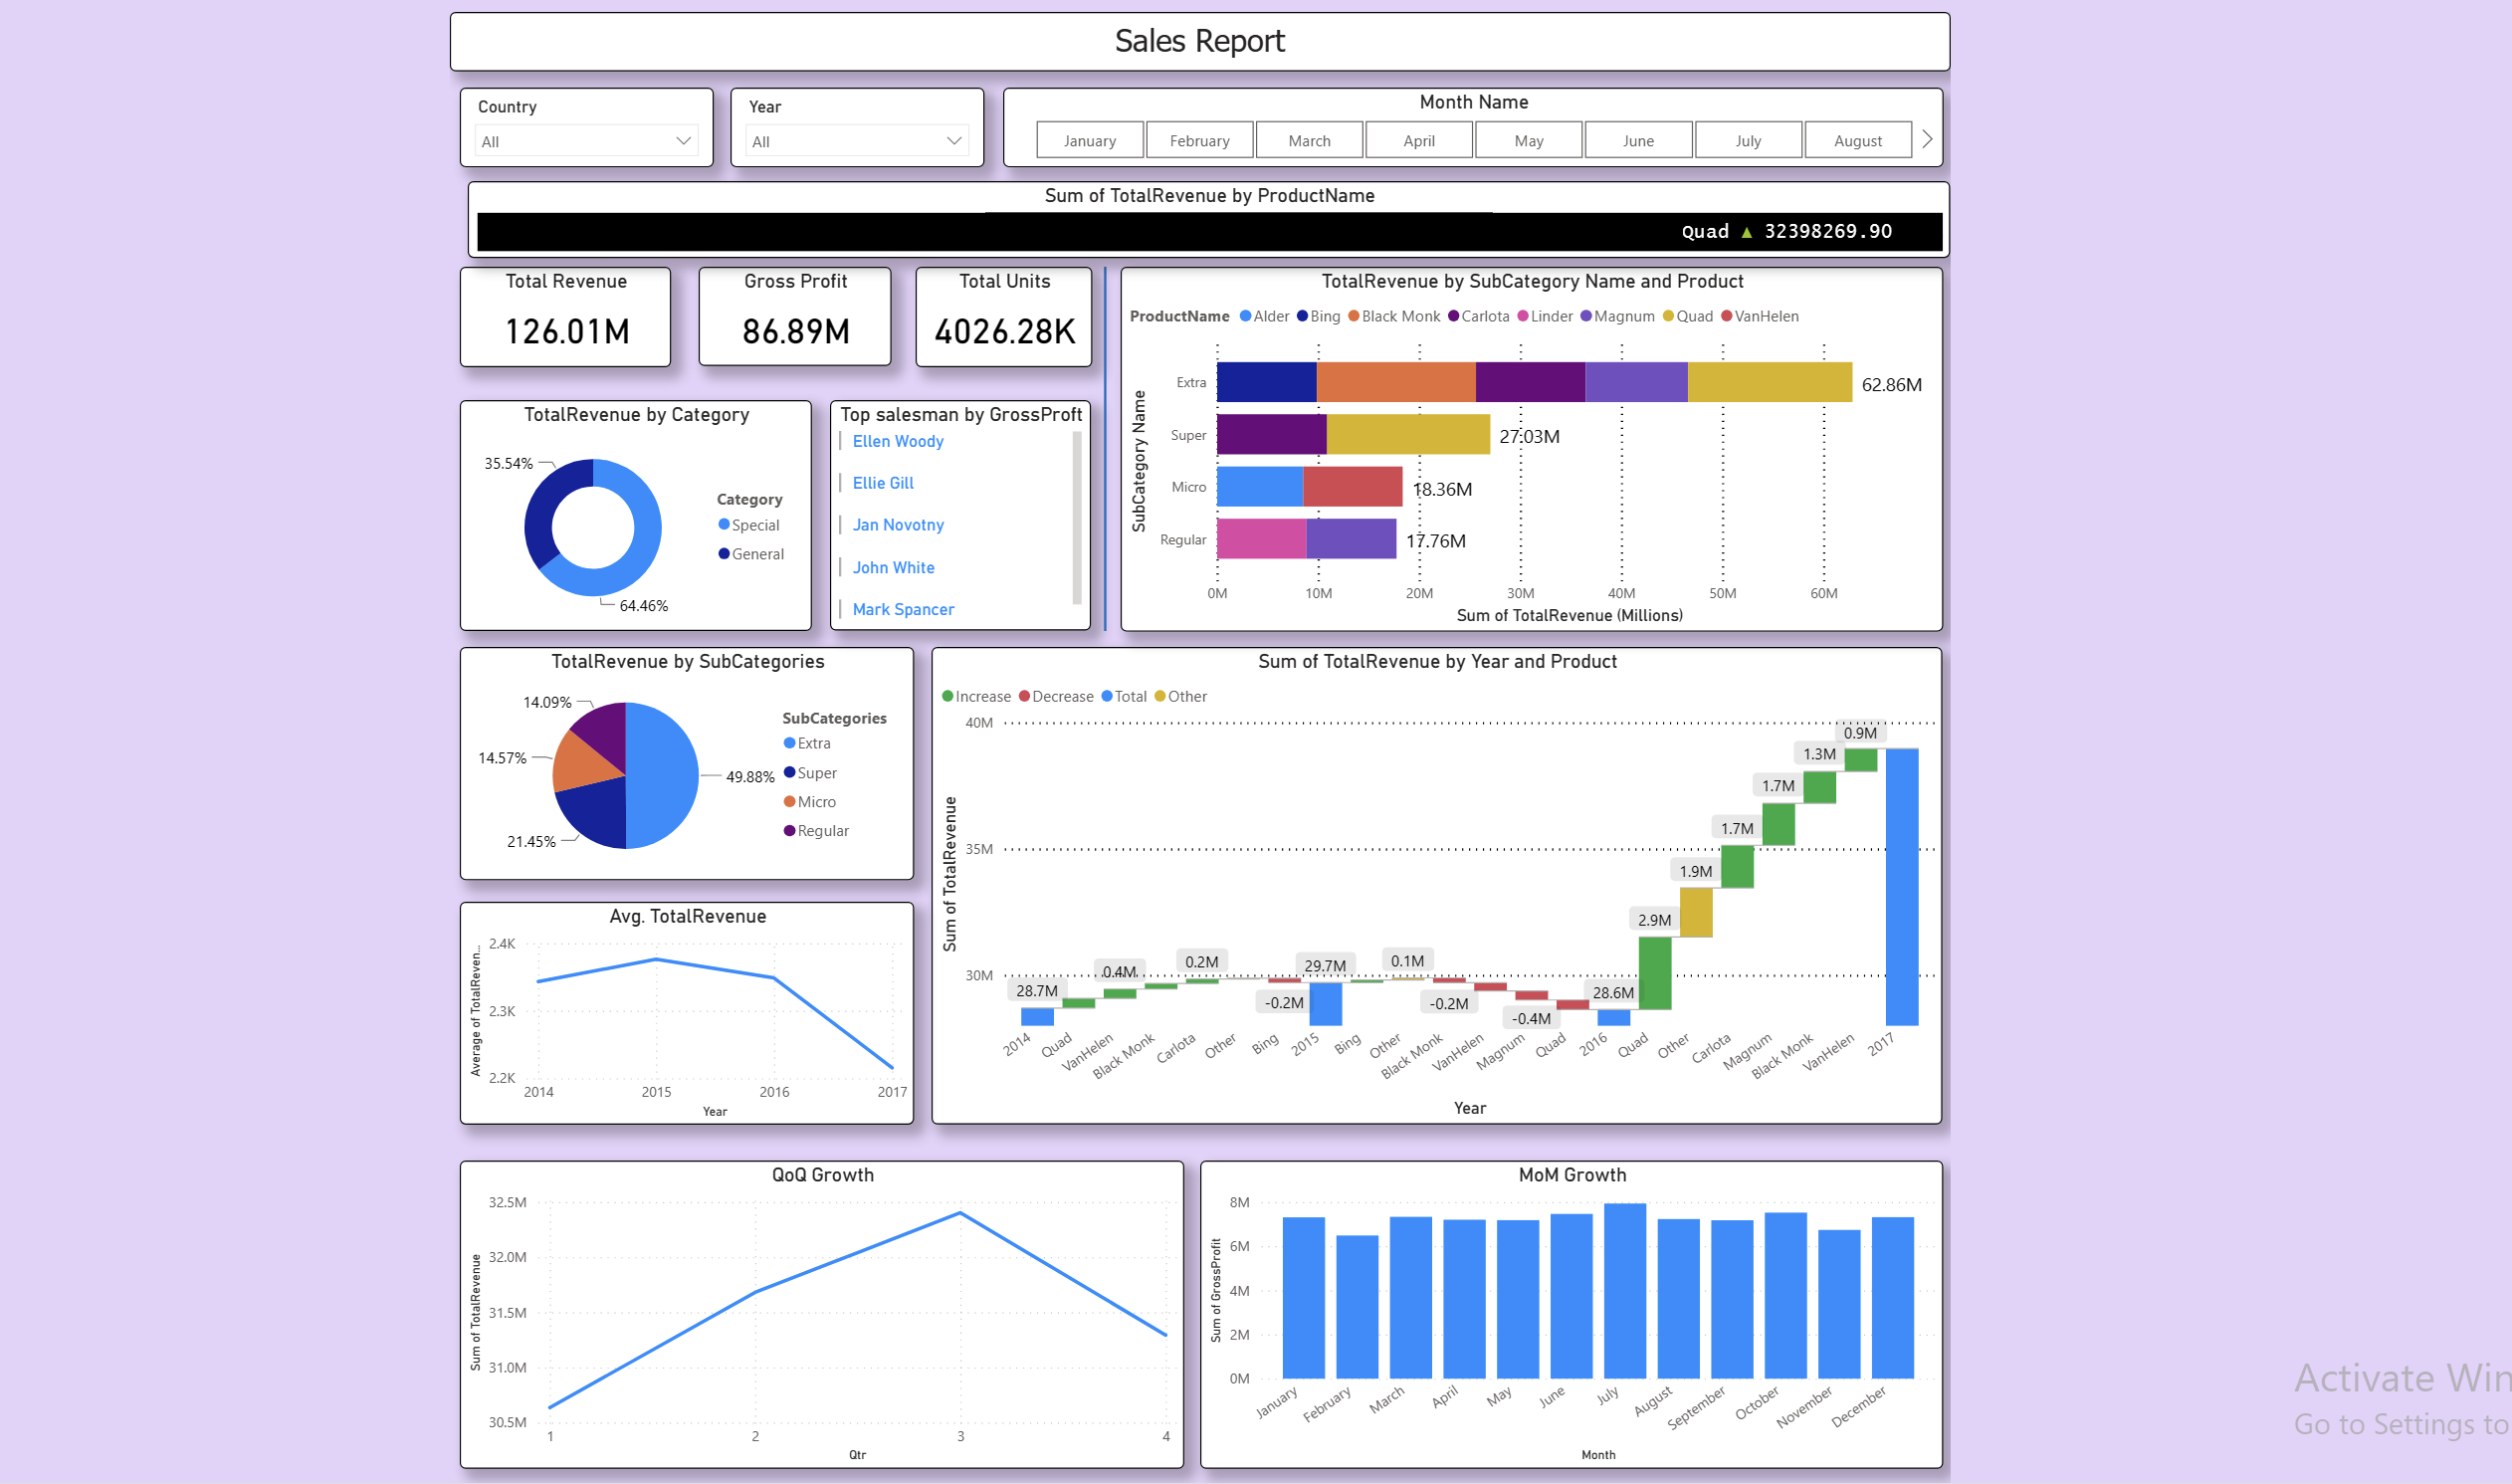 Sales Report
Country
All
Year
All
Month Name
January February March April May June July August
Sum of TotalRevenue by ProductName
Quad ▲ 32398269.90
Total Revenue
126.01M
Gross Profit
86.89M
Total Units
4026.28K
TotalRevenue by SubCategory Name and Product
ProductName Alder Bing Black Monk Carlota Linder Magnum Quad VanHelen
SubCategory Name
Extra 62.86M
Super 27.03M
Micro 18.36M
Regular 17.76M
0M 10M 20M 30M 40M 50M 60M
Sum of TotalRevenue (Millions)
TotalRevenue by Category
35.54%
64.46%
Category
Special
General
Top salesman by GrossProft
Ellen Woody
Ellie Gill
Jan Novotny
John White
Mark Spancer
TotalRevenue by SubCategories
14.09%
14.57%
21.45%
49.88%
SubCategories
Extra
Super
Micro
Regular
Sum of TotalRevenue by Year and Product
Increase Decrease Total Other
Sum of TotalRevenue
40M
35M
30M
28.7M 0.4M 0.2M -0.2M 29.7M 0.1M -0.2M -0.4M 28.6M 2.9M 1.9M 1.7M 1.7M 1.3M 0.9M
2014 Quad VanHelen Black Monk Carlota Other Bing 2015 Bing Other Black Monk VanHelen Magnum Quad 2016 Quad Other Carlota Magnum Black Monk VanHelen 2017
Year
Avg. TotalRevenue
Average of TotalReven...
2.4K
2.3K
2.2K
2014 2015 2016 2017
Year
QoQ Growth
Sum of TotalRevenue
32.5M
32.0M
31.5M
31.0M
30.5M
1 2 3 4
Qtr
MoM Growth
Sum of GrossProfit
8M
6M
4M
2M
0M
January February March April May June July August September October November December
Month
Activate Win
Go to Settings to